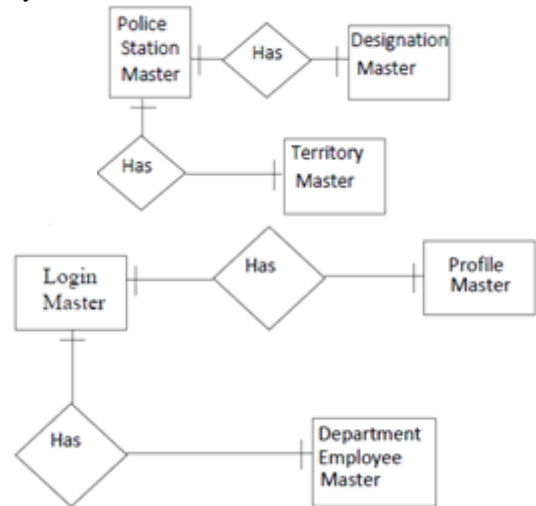 Police
Station
Master
Has
Designation
Master
Has
Territory
Master
Login
Master
Has
Profile
Master
Has
Department
Employee
Master